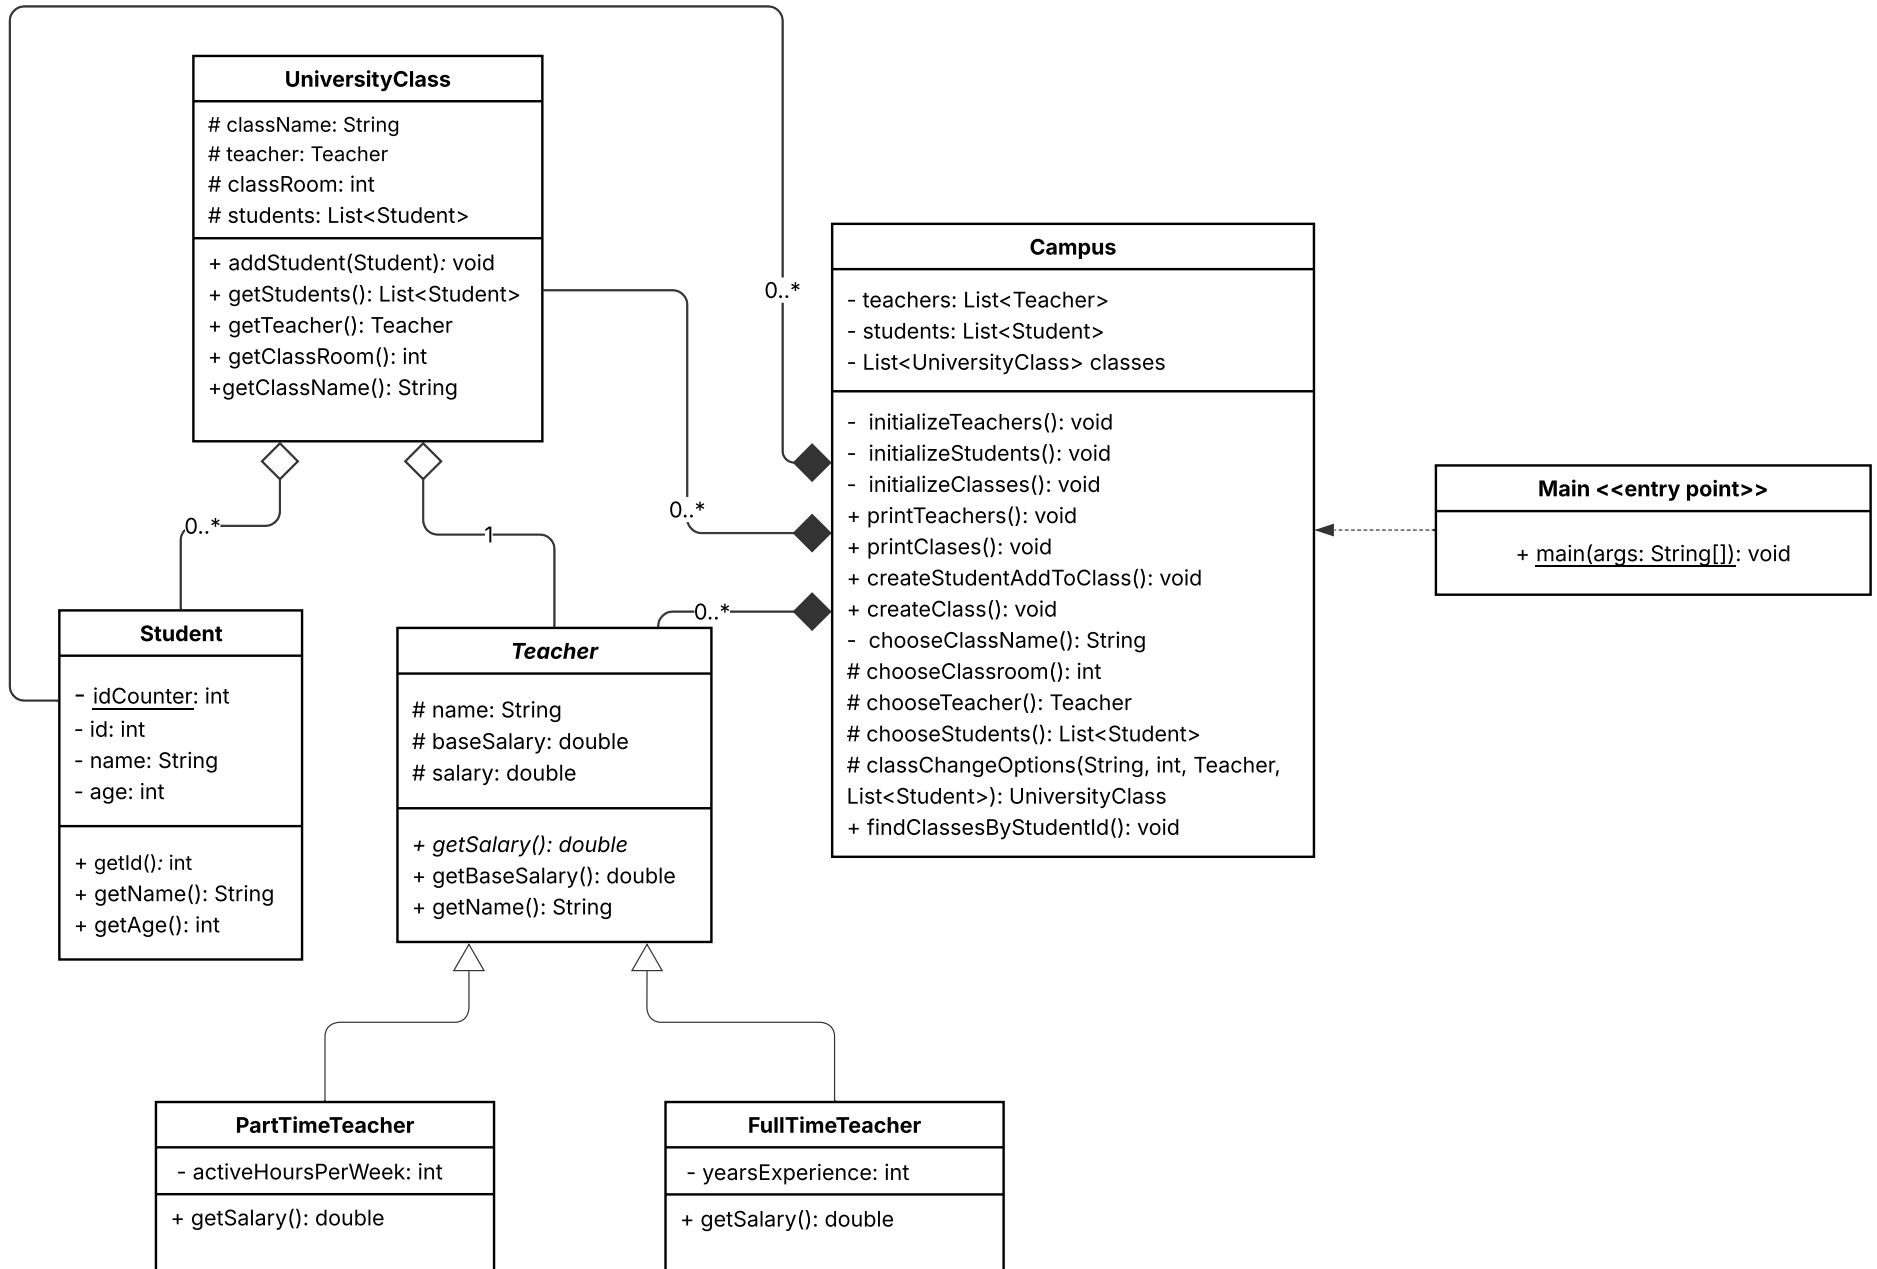 UniversityClass
# className: String
# teacher: Teacher
# classRoom: int
# students: List<Student>
+ addStudent(Student): void
+ getStudents(): List<Student>
+ getTeacher(): Teacher
+ getClassRoom(): int
+getClassName(): String
0..*
1
0..*
0..*
0..*
Campus
- teachers: List<Teacher>
- students: List<Student>
- List<UniversityClass> classes
- initializeTeachers(): void
- initializeStudents(): void
- initializeClasses(): void
+ printTeachers(): void
+ printClases(): void
+ createStudentAddToClass(): void
+ createClass(): void
- chooseClassName(): String
# chooseClassroom(): int
# chooseTeacher(): Teacher
# chooseStudents(): List<Student>
# classChangeOptions(String, int, Teacher,
List<Student>): UniversityClass
+ findClassesByStudentId(): void
Main <<entry point>>
+ main(args: String[]): void
Student
- idCounter: int
- id: int
- name: String
- age: int
+ getId(): int
+ getName(): String
+ getAge(): int
Teacher
# name: String
# baseSalary: double
# salary: double
+ getSalary(): double
+ getBaseSalary(): double
+ getName(): String
PartTimeTeacher
- activeHoursPerWeek: int
+ getSalary(): double
FullTimeTeacher
- yearsExperience: int
+ getSalary(): double